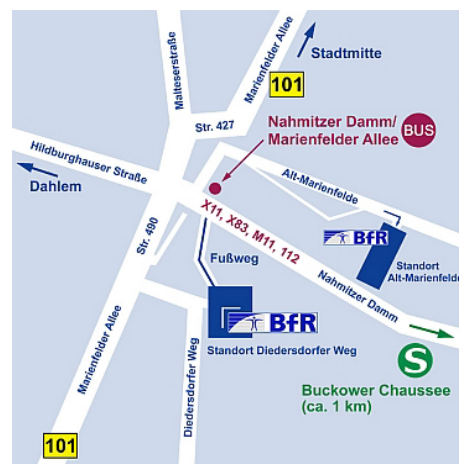 Malteserstraße
Marienfelder Allee
Stadtmitte
101
Str. 427
Nahmitzer Damm/
Marienfelder Allee
BUS
Hildburghauser Straße
Dahlem
Alt-Marienfelde
X11, X83, M11, 112
Str. 490
BfR
Standort
Alt-Marienfelde
Fußweg
Nahmitzer Damm
Marienfelder Allee
BfR
Standort Diedersdorfer Weg
Diedersdorfer Weg
S
Buckower Chaussee
(ca. 1 km)
101